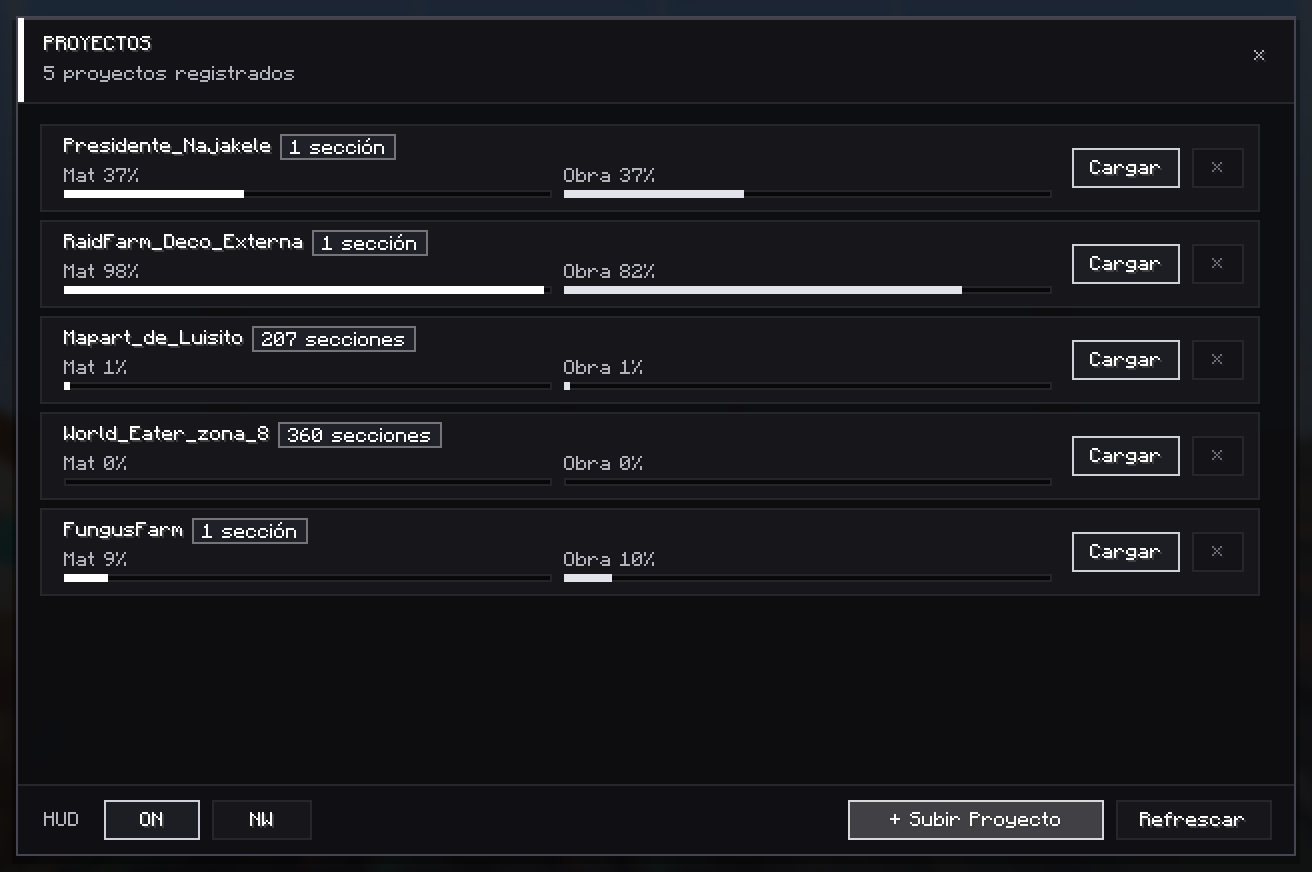 PROYECTOS
×
5 proyectos registrados
Presidente_Najakele 1 sección
Mat 37% Obra 37%
Cargar ×
RaidFarm_Deco_Externa 1 sección
Mat 98% Obra 82%
Cargar ×
Mapart_de_Luisito 207 secciones
Mat 1% Obra 1%
Cargar ×
World_Eater_zona_8 360 secciones
Mat 0% Obra 0%
Cargar ×
FungusFarm 1 sección
Mat 9% Obra 10%
Cargar ×
HUD ON NW + Subir Proyecto Refrescar